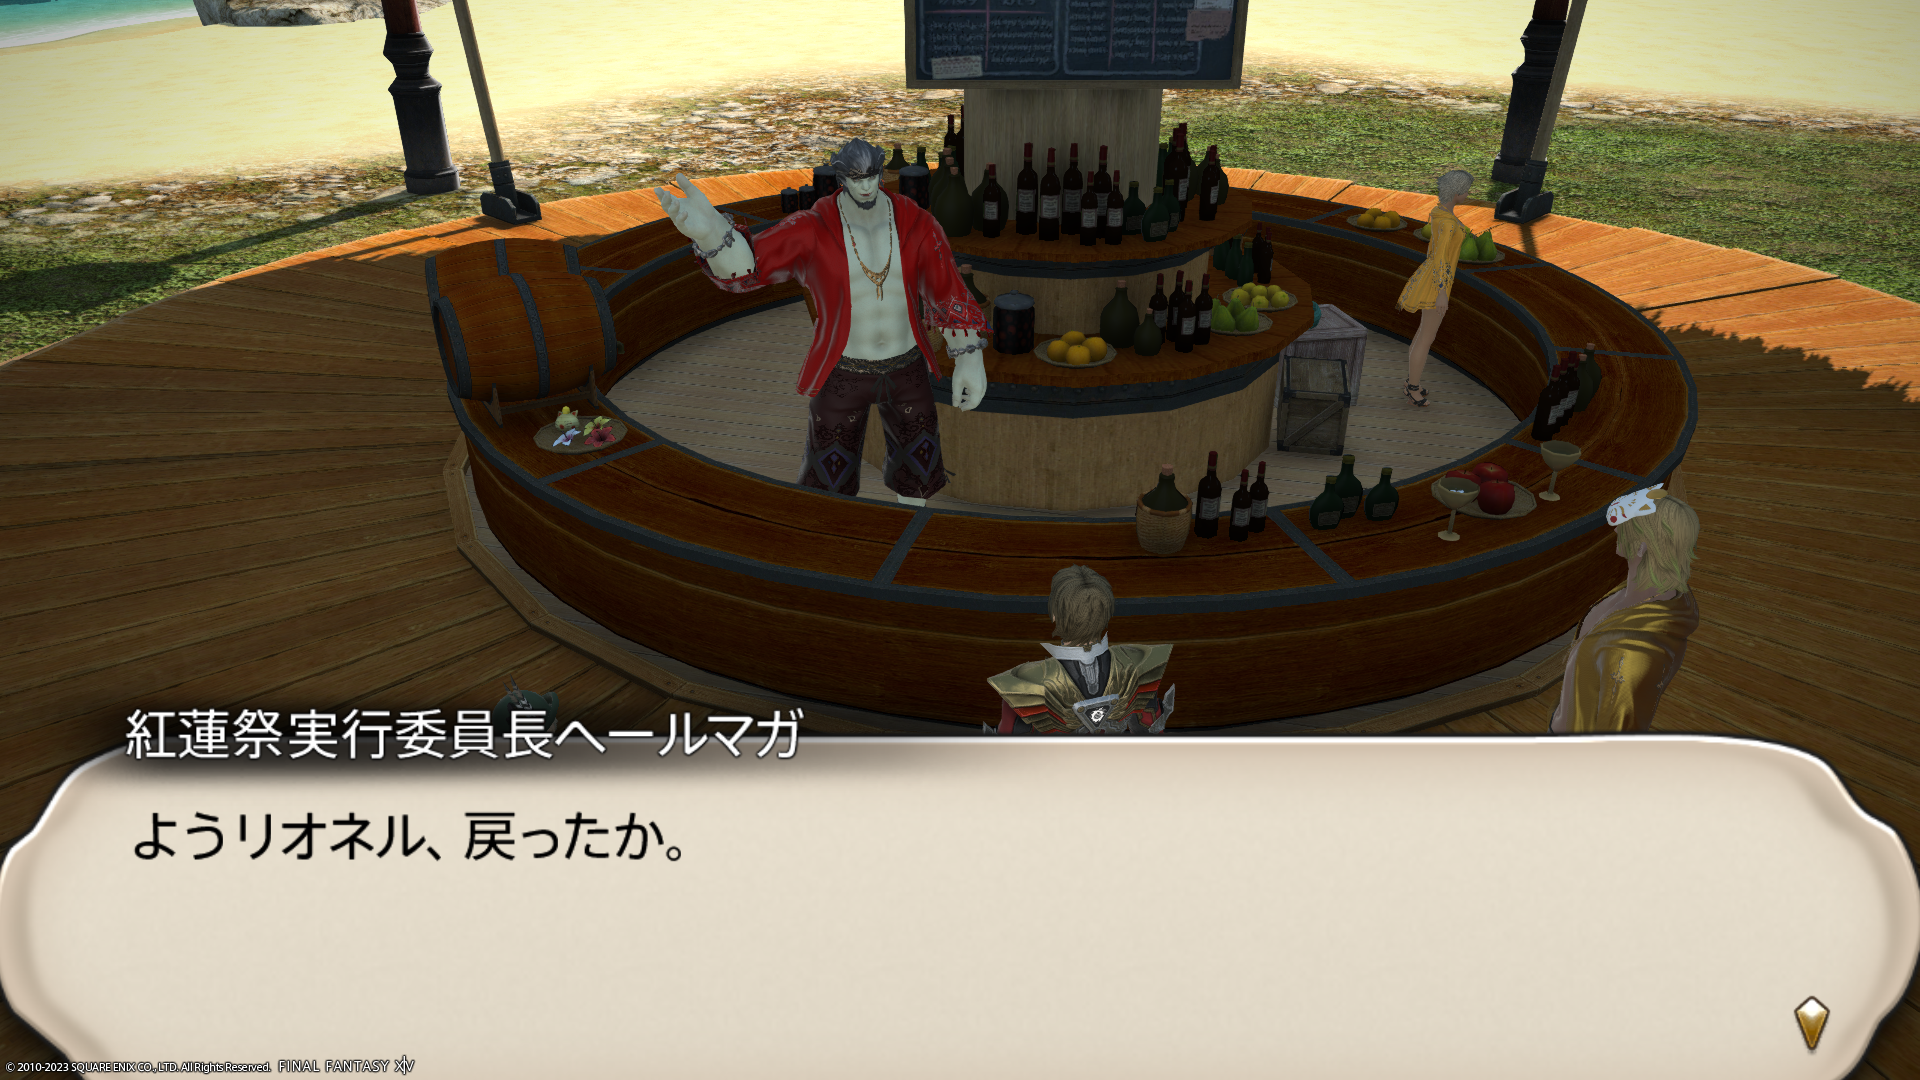 紅蓮祭実行委員長ヘールマガ
ようリオネル、戻ったか。
© 2010-2023 SQUARE ENIX CO., LTD. All Rights Reserved. FINAL FANTASY XIV